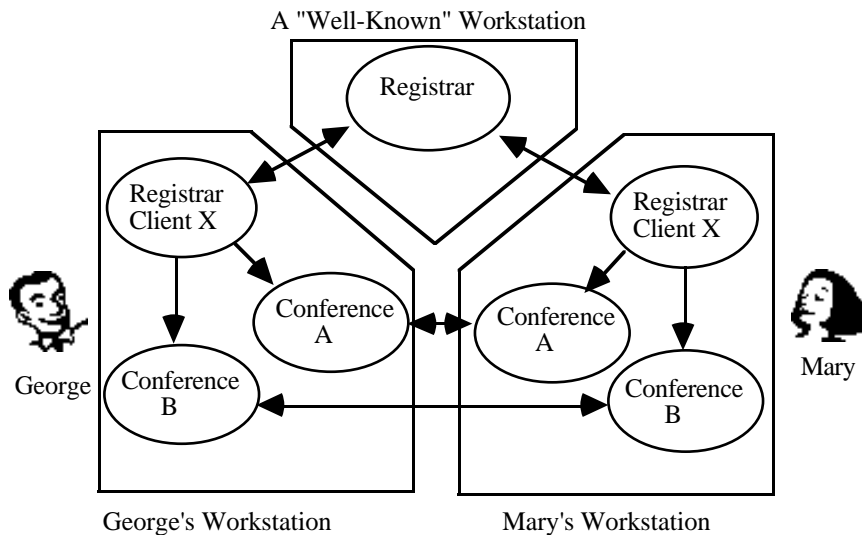 A "Well-Known" Workstation
Registrar
Registrar
Client X
Registrar
Client X
Conference
A
Conference
A
Conference
B
Conference
B
George
Mary
George's Workstation
Mary's Workstation